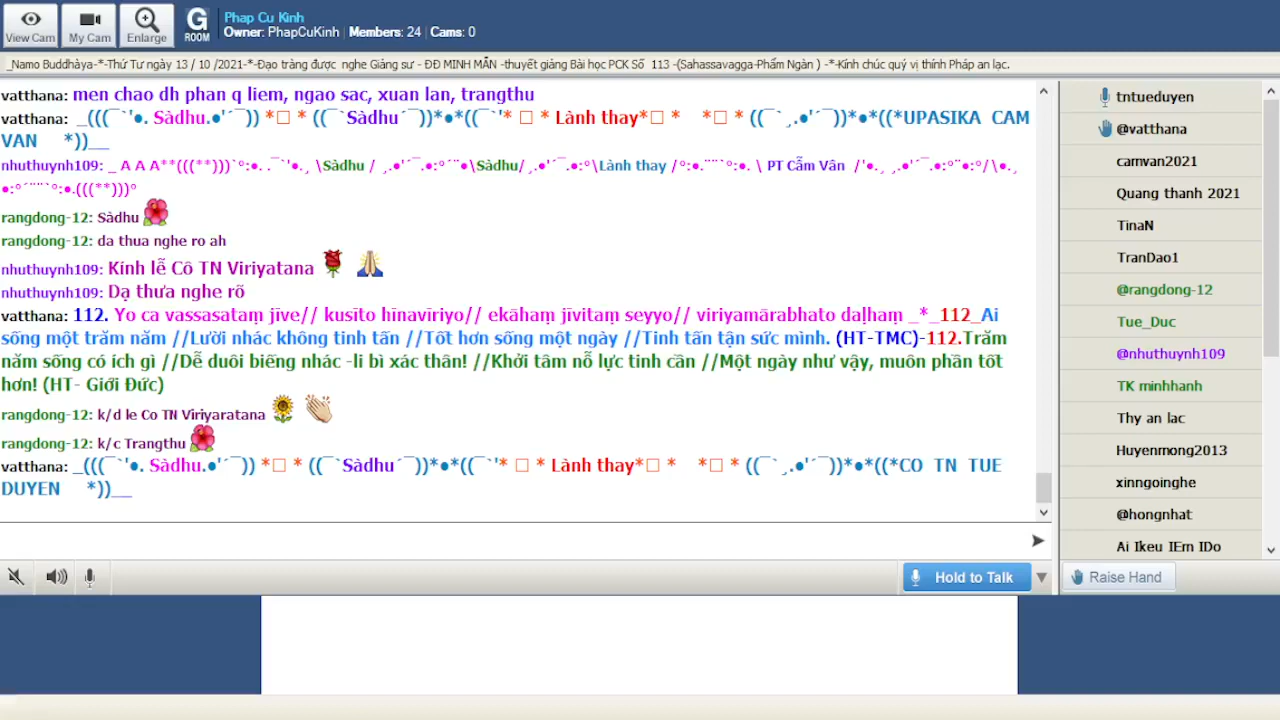 View Cam
My Cam
Enlarge
G
ROOM
Phap Cu Kinh
Owner: PhapCuKinh | Members: 24 | Cams: 0
_Namo Buddhàya-*-Thứ Tư ngày 13 / 10 /2021-*-Đạo tràng được nghe Giảng sư - ĐĐ MINH MẪN -thuyết giảng Bài học PCK Số 113 -(Sahassavagga-Phẩm Ngàn ) -*-Kính chúc quý vị thính Pháp an lạc.
vatthana: men chao dh phan q liem, ngao sac, xuan lan, trangthu
vatthana: _(((¯`'●. Sàdhu.●'´¯)) *□ * ((¯`Sàdhu´¯))*●*((¯`'* □ * Lành thay*□ * *□ * ((¯`¸.●'´¯))*●*((*UPASIKA CAM
VAN *))__
nhuthuynh109: _ A A A**(((**)))`°:●. .¯`'●.¸ \Sàdhu / ¸.●'´¯.●:°´¨●\Sàdhu/¸.●'´¯.●:°\Lành thay /°:●.¨¨`°:●. \ PT Cẩm Vân /'●.¸ ¸.●'´¯.●:°¨●:°/\●.¸
●:°´¨¨`°:●.(((**)))°
rangdong-12: Sàdhu
rangdong-12: da thua nghe ro ah
nhuthuynh109: Kính lễ Cô TN Viriyatana
nhuthuynh109: Dạ thưa nghe rõ
vatthana: 112. Yo ca vassasataṃ jīve// kusīto hīnaviriyo// ekāhaṃ jīvitaṃ seyyo// viriyamārabhato daḷhaṃ _*_112_Ai
sống một trăm năm //Lười nhác không tinh tấn //Tốt hơn sống một ngày //Tinh tấn tận sức mình. (HT-TMC)-112.Trăm
năm sống có ích gì //Dễ duôi biếng nhác -li bì xác thân! //Khởi tâm nỗ lực tinh cần //Một ngày như vậy, muôn phần tốt
hơn! (HT- Giới Đức)
rangdong-12: k/d le Co TN Viriyaratana
rangdong-12: k/c Trangthu
vatthana: _(((¯`'●. Sàdhu.●'´¯)) *□ * ((¯`Sàdhu´¯))*●*((¯`'* □ * Lành thay*□ * *□ * ((¯`¸.●'´¯))*●*((*CO TN TUE
DUYEN *))__
Hold to Talk
tntueduyen
@vatthana
camvan2021
Quang thanh 2021
TinaN
TranDao1
@rangdong-12
Tue_Duc
@nhuthuynh109
TK minhhanh
Thy an lac
Huyenmong2013
xinngoinghe
@hongnhat
Ai Ikeu IEm IDo
Raise Hand